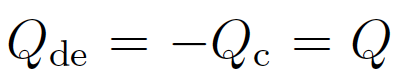 Q_de = −Q_c = Q